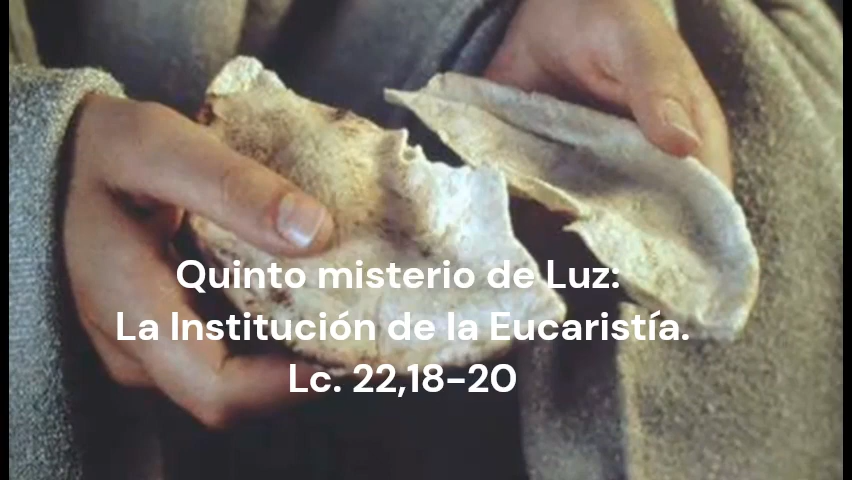 Quinto misterio de Luz:
La Institución de la Eucaristía.
Lc. 22,18-20